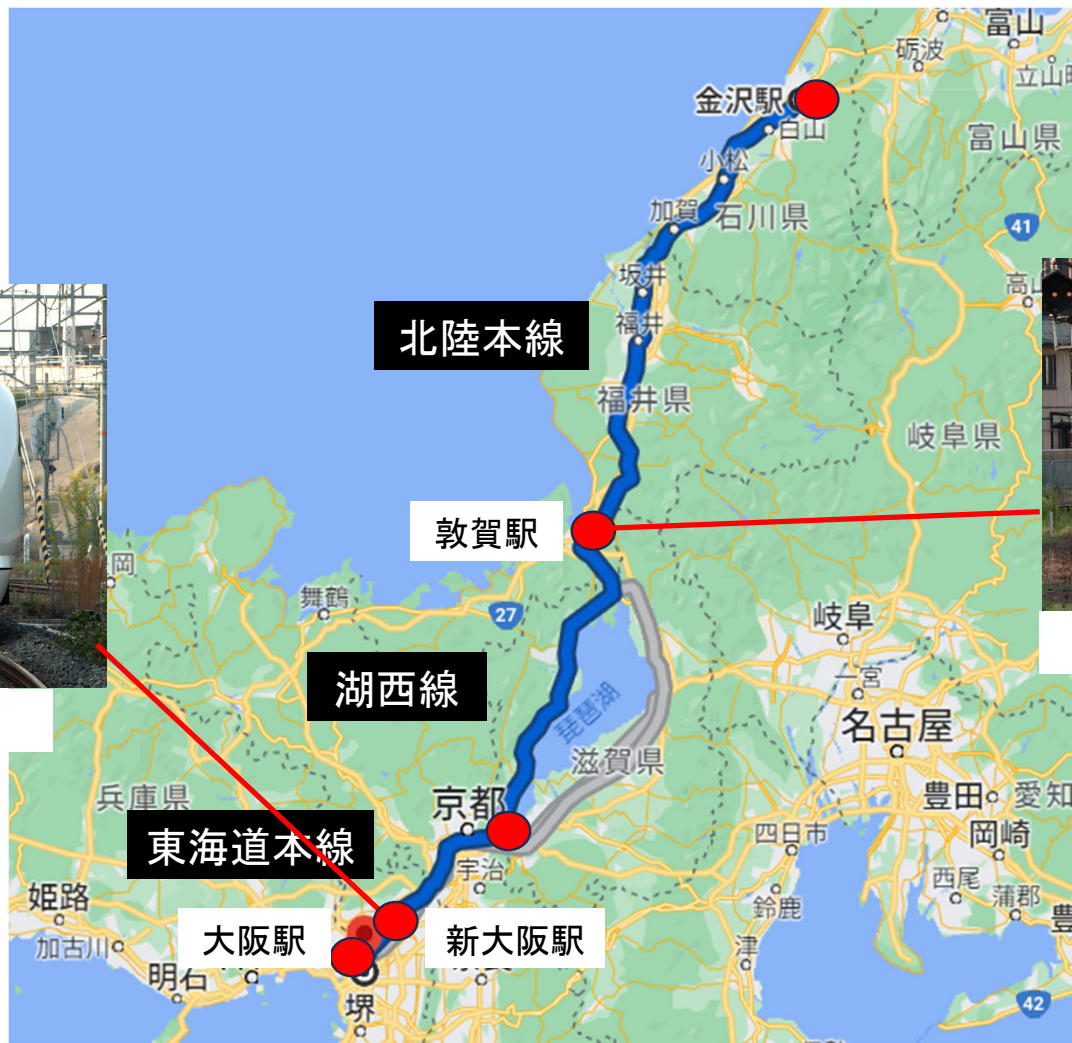 富山
砺波
立山町
金沢駅
白山
富山県
小松
加賀
石川県
41
坂井
高山
北陸本線
福井
福井県
岐阜県
敦賀駅
岡
舞鶴
27
岐阜
一宮
湖西線
琵琶湖
名古屋
滋賀県
兵庫県
京都
豊田
愛知
東海道本線
四日市
岡崎
宇治
姫路
西尾
蒲郡
鈴鹿
大阪駅
新大阪駅
加古川
津
豊
明石
堺
42